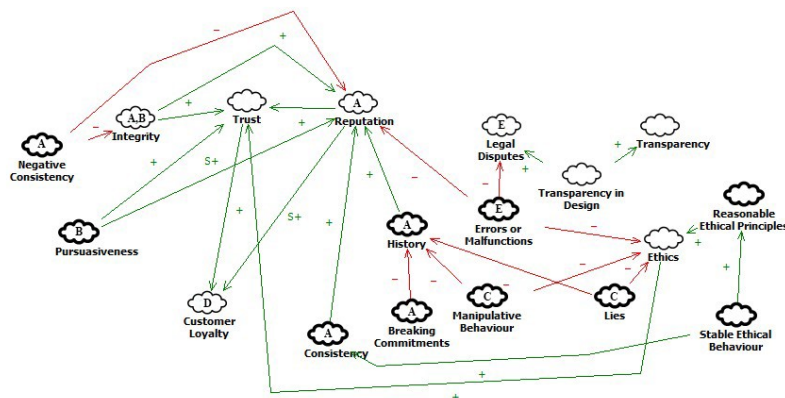 −
+
A
A,B
−
Integrity
+
Trust
+
A
Reputation
E
Legal
Disputes
+
+
Transparency
A
Negative
Consistency
Transparency
in Design
+
S+
−
−
B
Pursuasiveness
+
S+
+
+
A
History
E
Errors or
Malfunctions
−
Reasonable
Ethical Principles
+
Ethics
+
D
Customer
Loyalty
A
Consistency
−
−
A
Breaking
Commitments
−
−
C
Manipulative
Behaviour
−
C
Lies
Stable Ethical
Behaviour
+
+